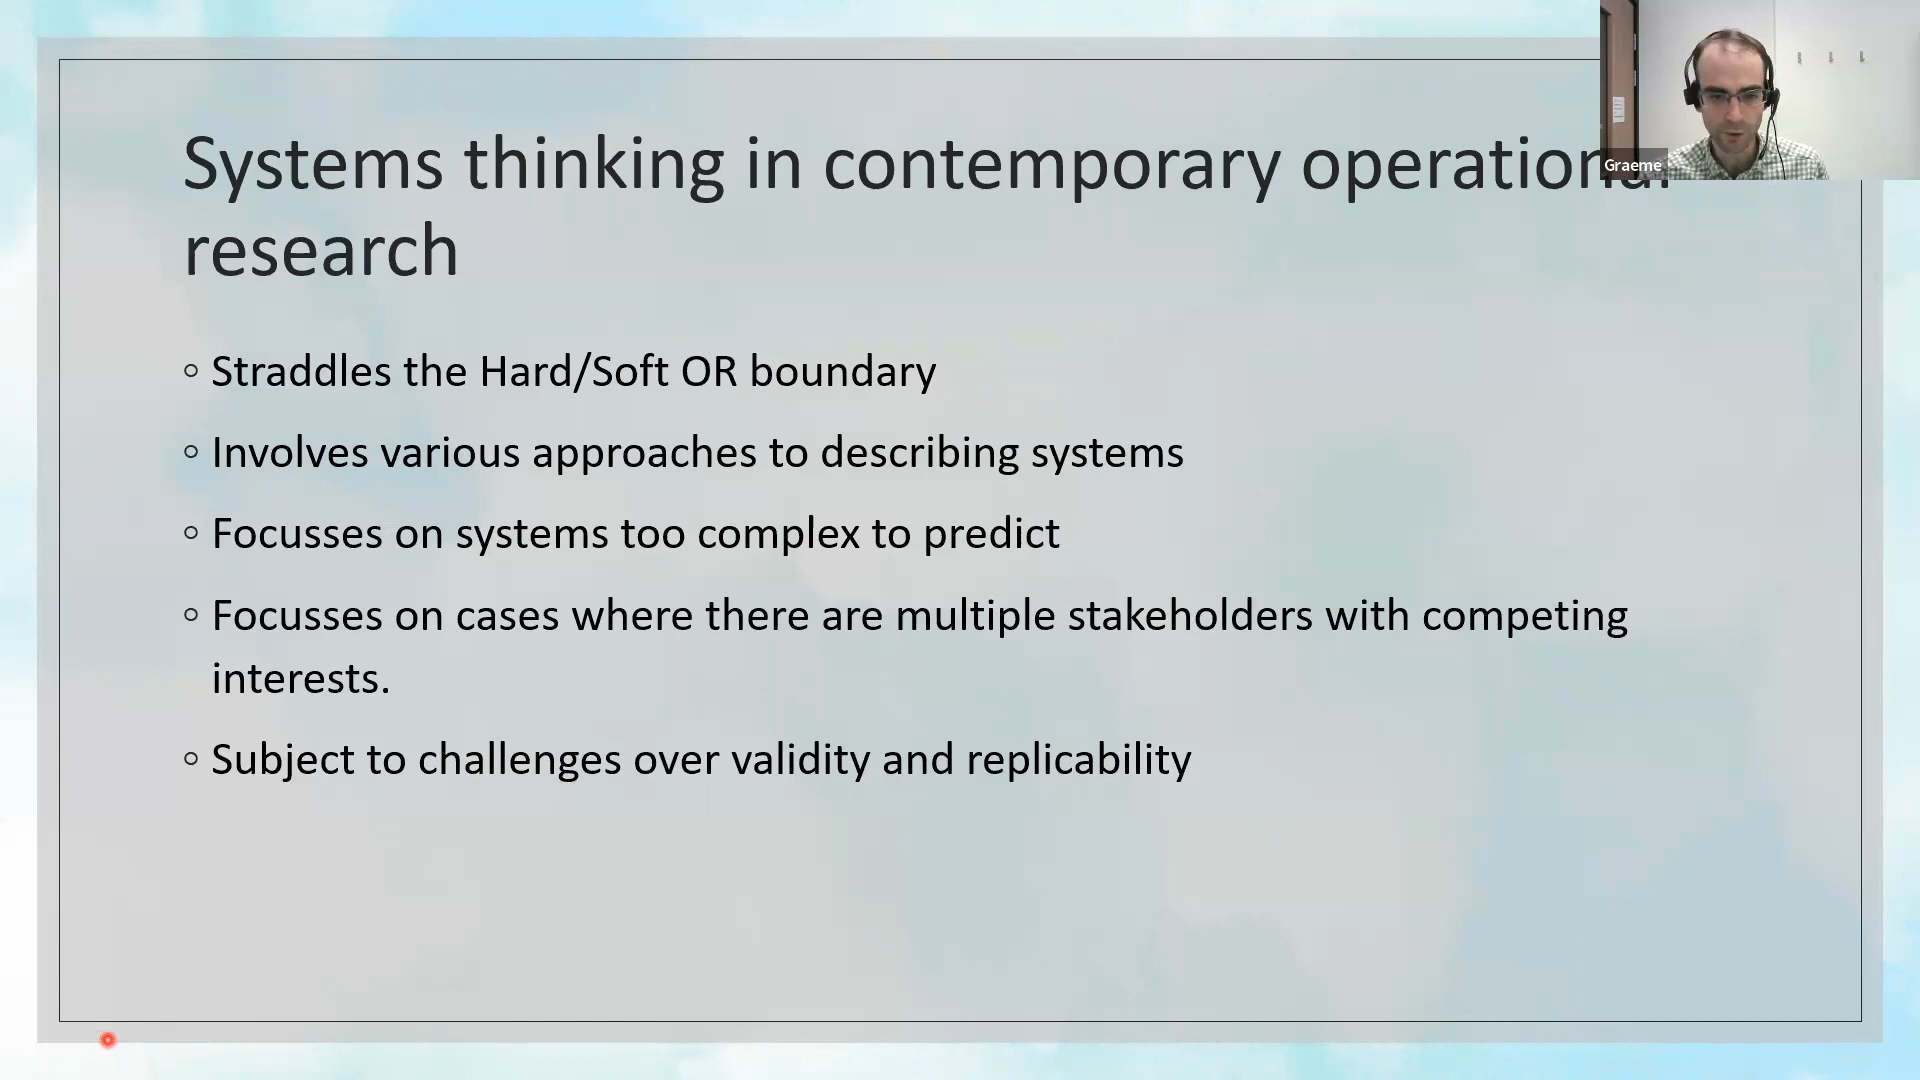 Systems thinking in contemporary operational
research
Graeme
◦ Straddles the Hard/Soft OR boundary
◦ Involves various approaches to describing systems
◦ Focusses on systems too complex to predict
◦ Focusses on cases where there are multiple stakeholders with competing
interests.
◦ Subject to challenges over validity and replicability